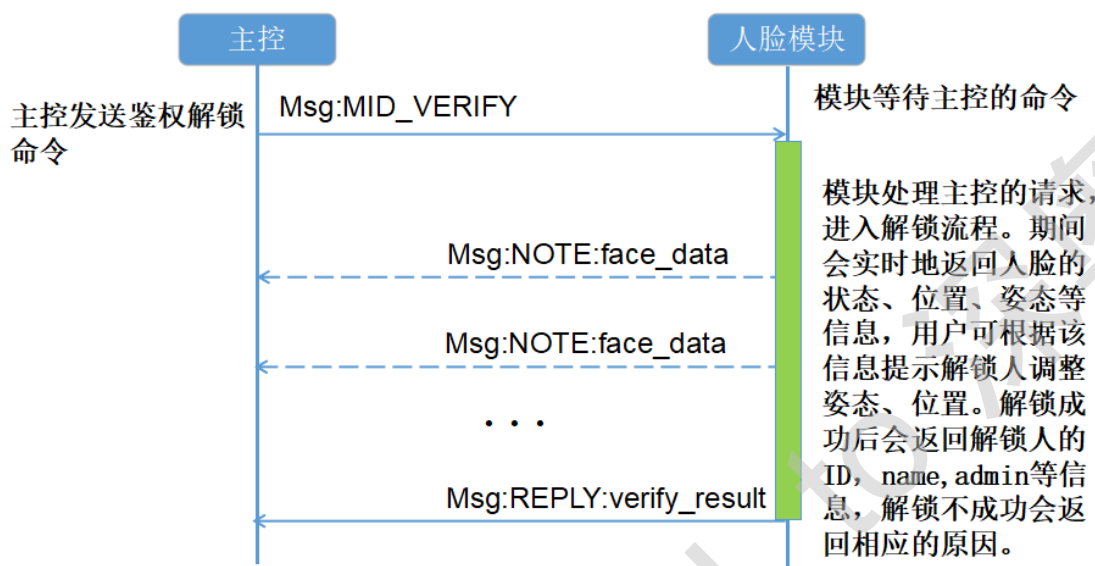 主控
人脸模块
主控发送鉴权解锁
命令
Msg:MID_VERIFY
模块等待主控的命令
模块处理主控的请求，
进入解锁流程。期间
会实时地返回人脸的
状态、位置、姿态等
信息，用户可根据该
信息提示解锁人调整
姿态、位置。解锁成
功后会返回解锁人的
ID，name,admin等信
息，解锁不成功会返
回相应的原因。
Msg:NOTE:face_data
Msg:NOTE:face_data
· · ·
Msg:REPLY:verify_result
to 深